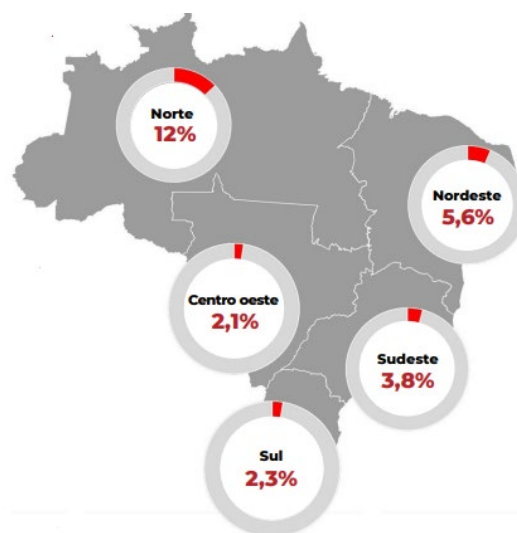 Norte
12%
Nordeste
5,6%
Centro oeste
2,1%
Sudeste
3,8%
Sul
2,3%